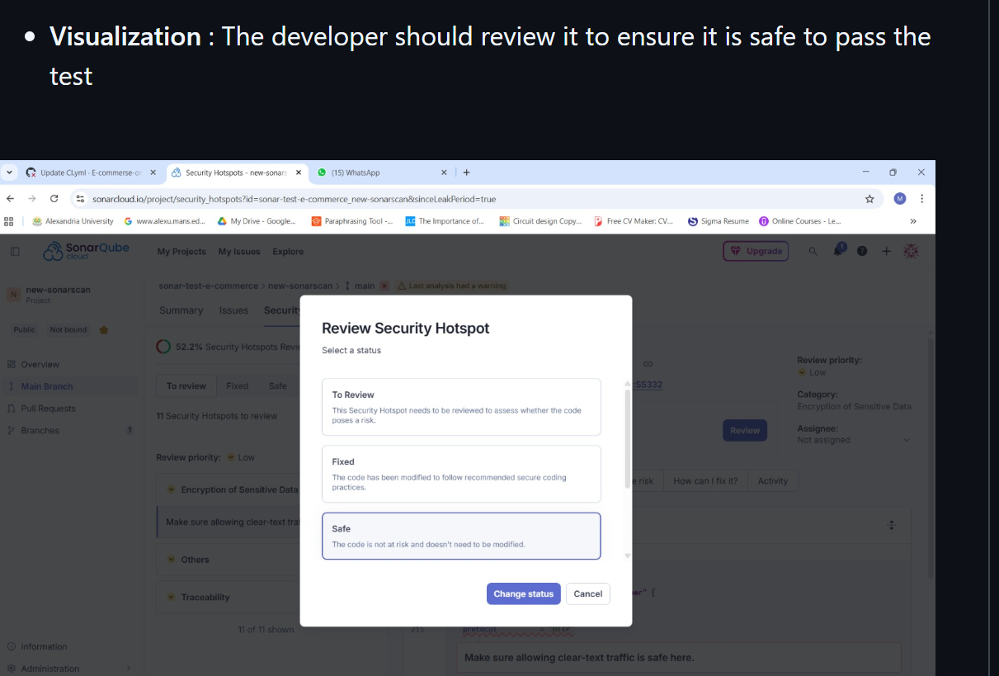 Visualization : The developer should review it to ensure it is safe to pass the
test
Update CI.yml · E-commerse-or
Security Hotspots - new-sonars
(15) WhatsApp
sonarcloud.io/project/security_hotspots?id=sonar-test-e-commerce_new-sonarscan&sinceLeakPeriod=true
M
Alexandria University
www.alexu.mans.ed...
My Drive - Google...
Paraphrasing Tool -...
The Importance of...
Circuit design Copy...
Free CV Maker: CV...
Sigma Resume
Online Courses - Le...
SonarQube
cloud
My Projects
My Issues
Explore
Upgrade
1
N
new-sonarscan
Project
Public
Not bound
Overview
Main Branch
Pull Requests
Branches
1
Information
Administration
sonar-test-e-commerce > new-sonarscan > main
Last analysis had a warning
Summary
Issues
Security
52.2% Security Hotspots Revie
To review
Fixed
Safe
11 Security Hotspots to review
Review priority: Low
Encryption of Sensitive Data
Make sure allowing clear-text traf
Others
Traceability
11 of 11 shown
Review Security Hotspot
Select a status
To Review
This Security Hotspot needs to be reviewed to assess whether the code
poses a risk.
Fixed
The code has been modified to follow recommended secure coding
practices.
Safe
The code is not at risk and doesn't need to be modified.
Change status
Cancel
:S5332
Review priority:
Low
Category:
Encryption of Sensitive Data
Assignee:
Not assigned
Review
e risk
How can I fix it?
Activity
er" {
215
protocol = "HTTP"
Make sure allowing clear-text traffic is safe here.